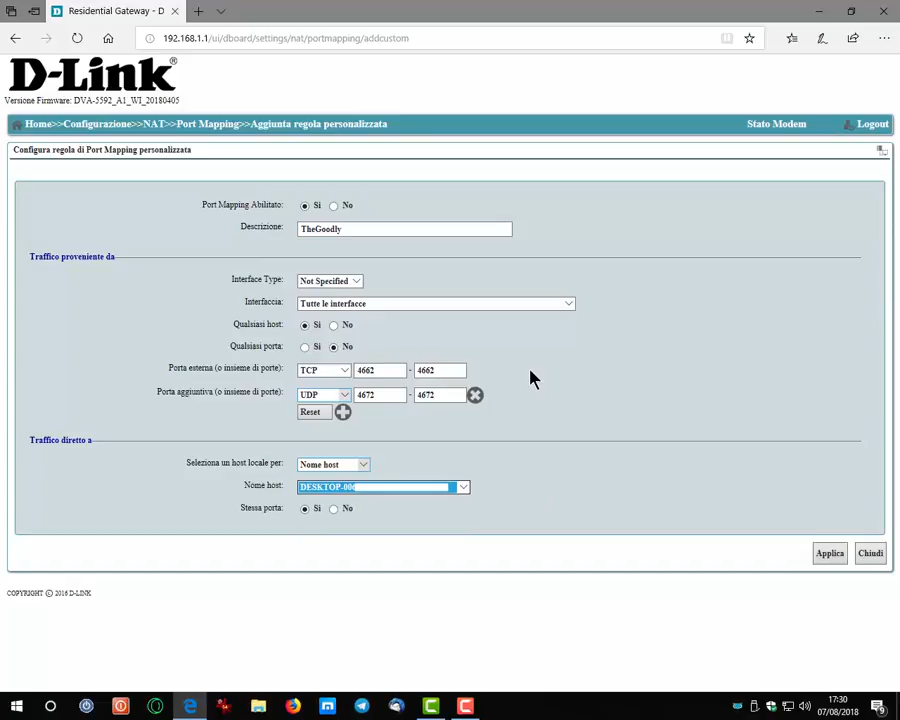 Residential Gateway - D
192.168.1.1/ui/dboard/settings/nat/portmapping/addcustom
D-Link®
Versione Firmware: DVA-5592_A1_WI_20180405
Home>>Configurazione>>NAT>>Port Mapping>>Aggiunta regola personalizzata
Stato Modem
Logout
Configura regola di Port Mapping personalizzata
Port Mapping Abilitato: Si No
Descrizione: TheGoodly
Traffico proveniente da
Interface Type: Not Specified
Interfaccia: Tutte le interfacce
Qualsiasi host: Si No
Qualsiasi porta: Si No
Porta esterna (o insieme di porte): TCP 4662 - 4662
Porta aggiuntiva (o insieme di porte): UDP 4672 - 4672
Reset
Traffico diretto a
Seleziona un host locale per: Nome host
Nome host: DESKTOP-006
Stessa porta: Si No
Applica Chiudi
COPYRIGHT © 2016 D-LINK
17:30
07/08/2018